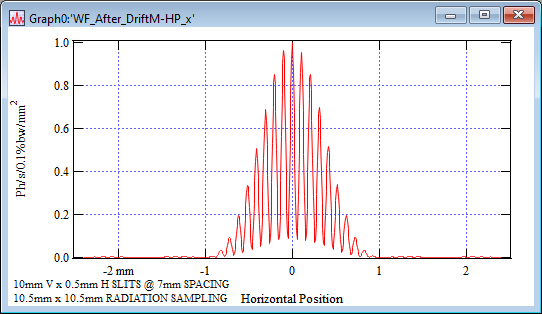 Graph0:'WF_After_DriftM-HP_x'
1.0
0.8
0.6
0.4
0.2
0.0
Ph/s/0.1%bw/mm²
-2 mm -1 0 1 2
10mm V x 0.5mm H SLITS @ 7mm SPACING
10.5mm x 10.5mm RADIATION SAMPLING Horizontal Position